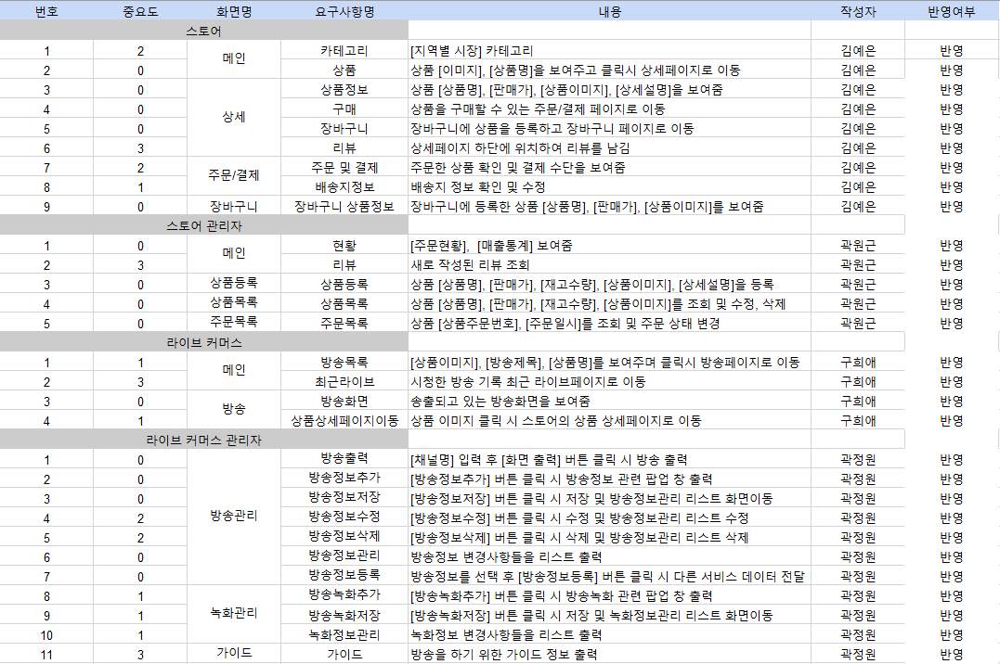 번호 중요도 화면명 요구사항명 내용 작성자 반영여부
스토어
1 2 메인 카테고리 [지역별 시장] 카테고리 김예은 반영
2 0 상품 상품 [이미지], [상품명]을 보여주고 클릭시 상세페이지로 이동 김예은 반영
3 0 상세 상품정보 상품 [상품명], [판매가], [상품이미지], [상세설명]을 보여줌 김예은 반영
4 0 구매 상품을 구매할 수 있는 주문/결제 페이지로 이동 김예은 반영
5 0 장바구니 장바구니에 상품을 등록하고 장바구니 페이지로 이동 김예은 반영
6 3 리뷰 상세페이지 하단에 위치하여 리뷰를 남김 김예은 반영
7 2 주문/결제 주문 및 결제 주문한 상품 확인 및 결제 수단을 보여줌 김예은 반영
8 1 배송지정보 배송지 정보 확인 및 수정 김예은 반영
9 0 장바구니 장바구니 상품정보 장바구니에 등록한 상품 [상품명], [판매가], [상품이미지]를 보여줌 김예은 반영
스토어 관리자
1 0 메인 현황 [주문현황], [매출통계] 보여줌 곽원근 반영
2 3 리뷰 새로 작성된 리뷰 조회 곽원근 반영
3 0 상품등록 상품등록 상품 [상품명], [판매가], [재고수량], [상품이미지], [상세설명]을 등록 곽원근 반영
4 0 상품목록 상품목록 상품 [상품명], [판매가], [재고수량], [상품이미지]를 조회 및 수정, 삭제 곽원근 반영
5 0 주문목록 주문목록 상품 [상품주문번호], [주문일시]를 조회 및 주문 상태 변경 곽원근 반영
라이브 커머스
1 1 메인 방송목록 [상품이미지], [방송제목], [상품명]를 보여주며 클릭시 방송페이지로 이동 구희애 반영
2 3 최근라이브 시청한 방송 기록 최근 라이브페이지로 이동 구희애 반영
3 0 방송 방송화면 송출되고 있는 방송화면을 보여줌 구희애 반영
4 1 상품상세페이지이동 상품 이미지 클릭 시 스토어의 상품 상세페이지로 이동 구희애 반영
라이브 커머스 관리자
1 0 방송관리 방송출력 [채널명] 입력 후 [화면 출력] 버튼 클릭 시 방송 출력 곽정원 반영
2 0 방송정보추가 [방송정보추가] 버튼 클릭 시 방송정보 관련 팝업 창 출력 곽정원 반영
3 0 방송정보저장 [방송정보저장] 버튼 클릭 시 저장 및 방송정보관리 리스트 화면이동 곽정원 반영
4 2 방송정보수정 [방송정보수정] 버튼 클릭 시 수정 및 방송정보관리 리스트 수정 곽정원 반영
5 2 방송정보삭제 [방송정보삭제] 버튼 클릭 시 삭제 및 방송정보관리 리스트 삭제 곽정원 반영
6 0 방송정보관리 방송정보 변경사항들을 리스트 출력 곽정원 반영
7 0 방송정보등록 방송정보를 선택 후 [방송정보등록] 버튼 클릭 시 다른 서비스 데이터 전달 곽정원 반영
8 1 녹화관리 방송녹화추가 [방송녹화추가] 버튼 클릭 시 방송녹화 관련 팝업 창 출력 곽정원 반영
9 1 방송녹화저장 [방송녹화저장] 버튼 클릭 시 저장 및 녹화정보관리 리스트 화면이동 곽정원 반영
10 1 녹화정보관리 녹화정보 변경사항들을 리스트 출력 곽정원 반영
11 3 가이드 가이드 방송을 하기 위한 가이드 정보 출력 곽정원 반영